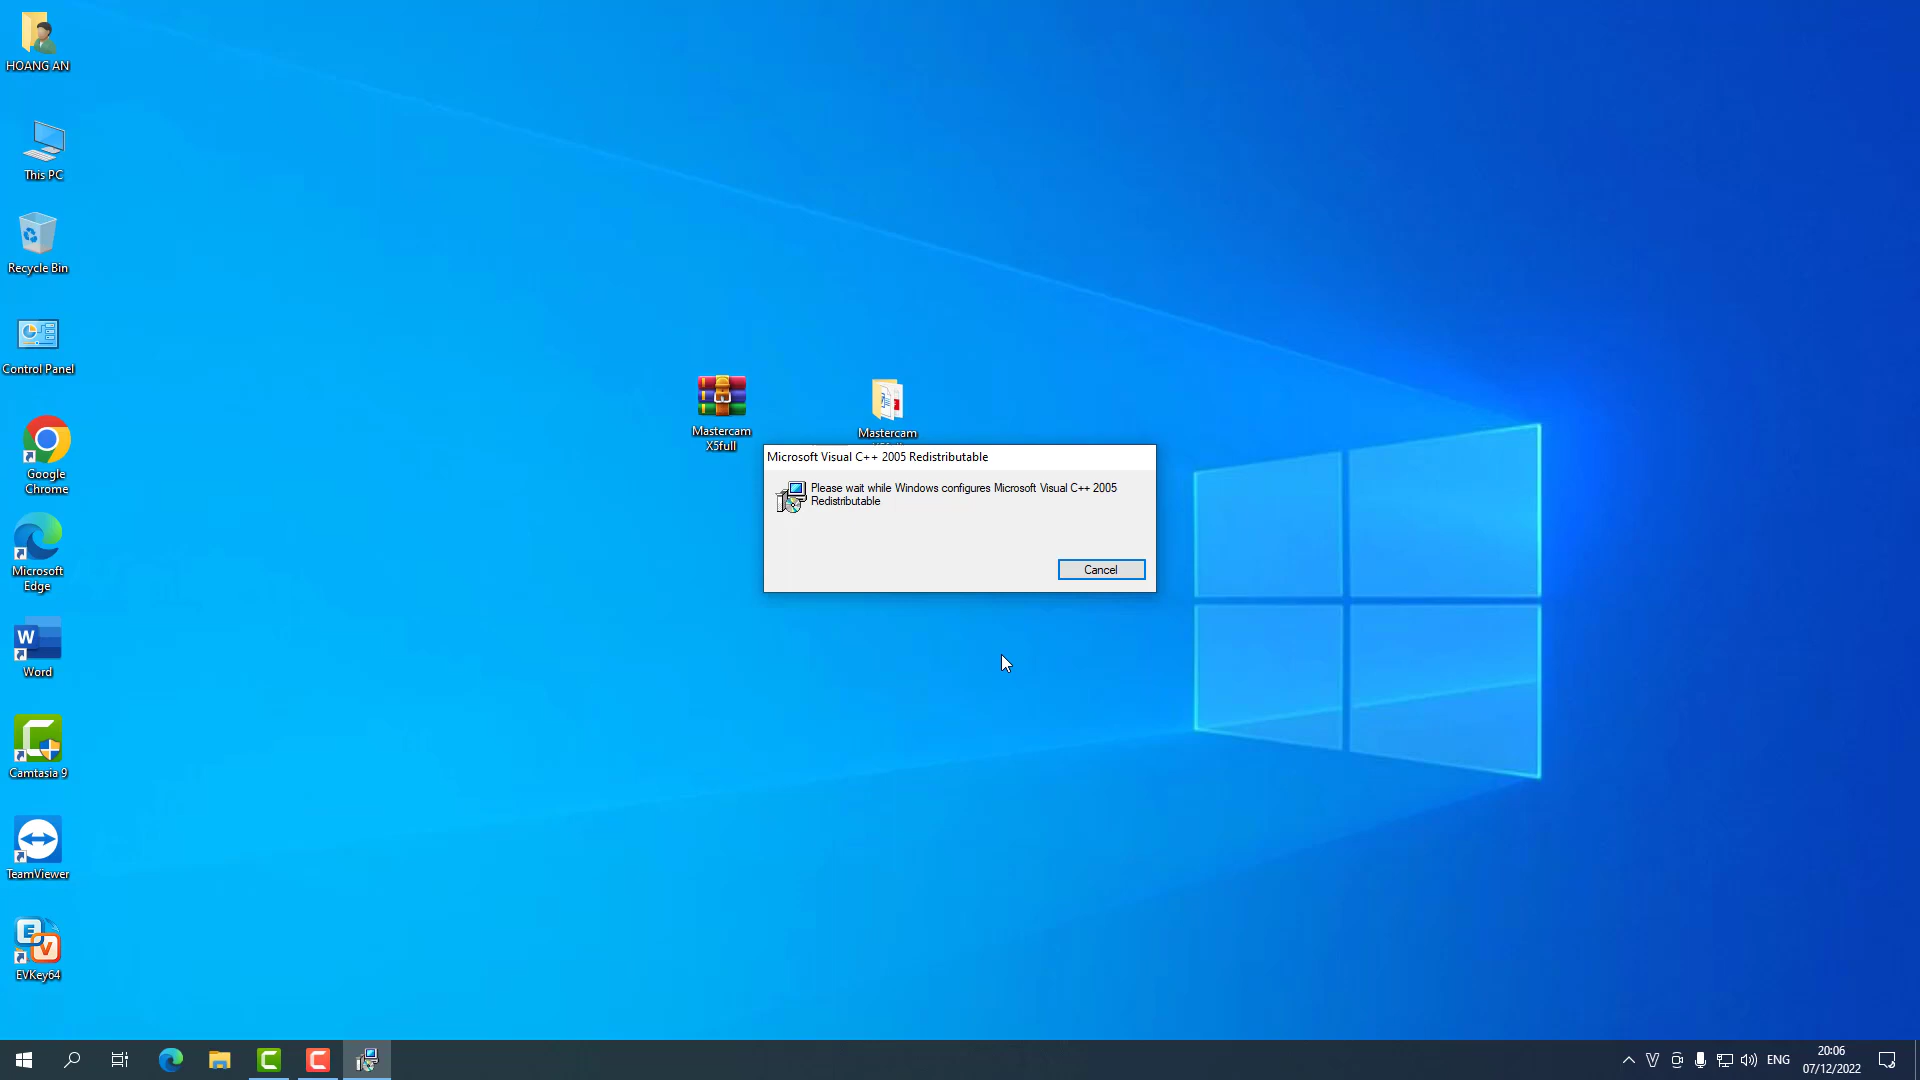 HOANG AN
This PC
Recycle Bin
Control Panel
Google
Chrome
Microsoft
Edge
Word
Camtasia 9
TeamViewer
EVKey64
Mastercam
X5full
Mastercam
Microsoft Visual C++ 2005 Redistributable
Please wait while Windows configures Microsoft Visual C++ 2005
Redistributable
Cancel
ENG
20:06
07/12/2022